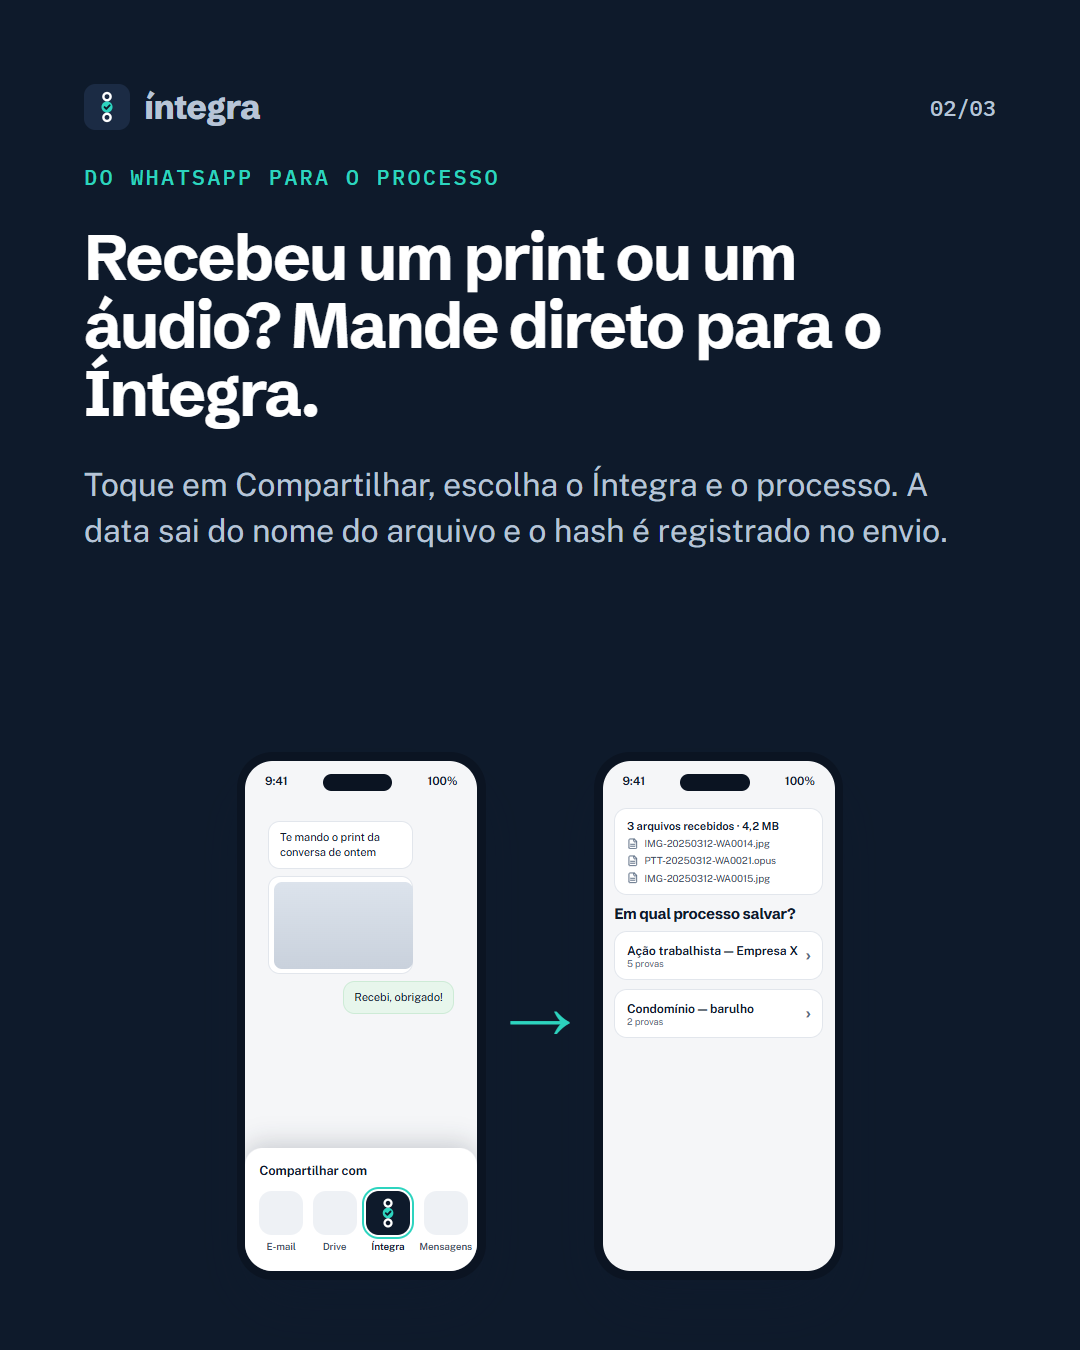 íntegra
02/03
DO WHATSAPP PARA O PROCESSO
Recebeu um print ou um
áudio? Mande direto para o
Íntegra.
Toque em Compartilhar, escolha o Íntegra e o processo. A
data sai do nome do arquivo e o hash é registrado no envio.
9:41
100%
Te mando o print da
conversa de ontem
Recebi, obrigado!
Compartilhar com
E-mail
Drive
Íntegra
Mensagens
9:41
100%
3 arquivos recebidos · 4,2 MB
IMG-20250312-WA0014.jpg
PTT-20250312-WA0021.opus
IMG-20250312-WA0015.jpg
Em qual processo salvar?
Ação trabalhista — Empresa X
5 provas
Condomínio — barulho
2 provas